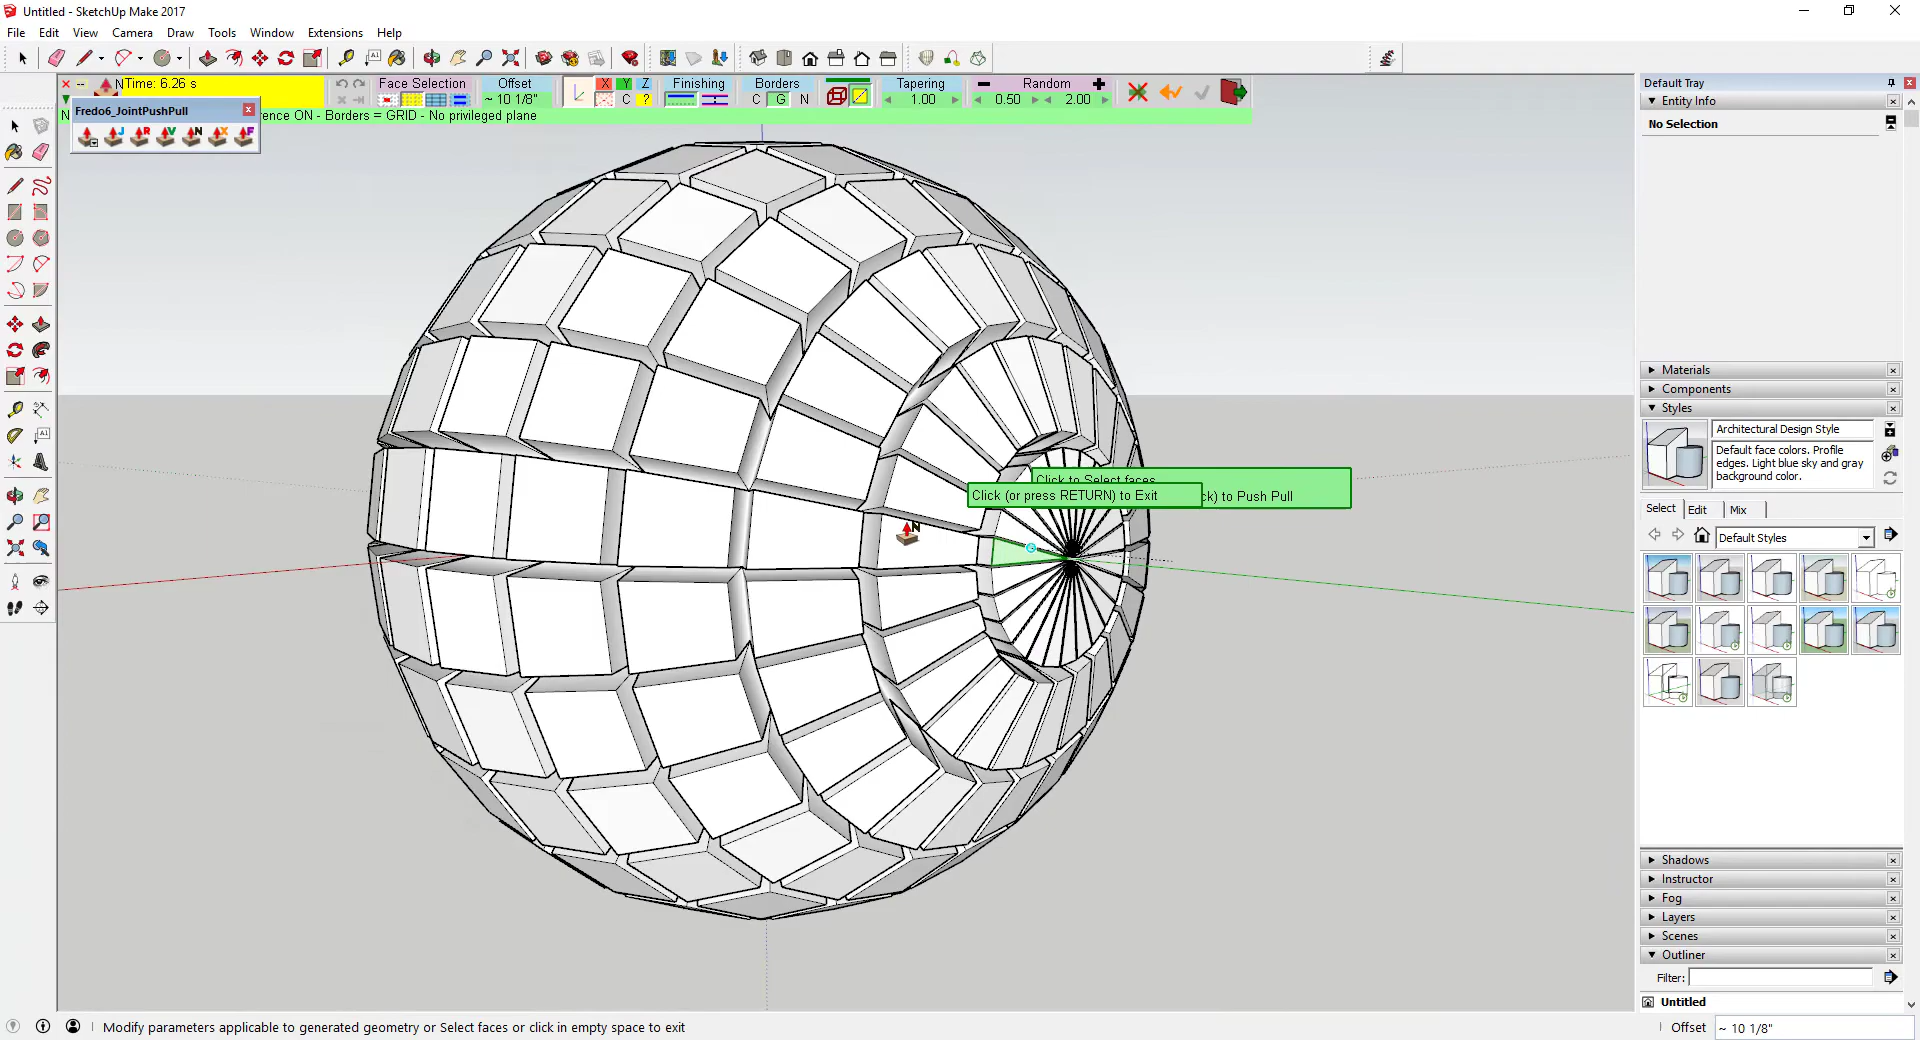 Untitled - SketchUp Make 2017
File Edit View Camera Draw Tools Window Extensions Help
Time: 6.26 s
Face Selection
Offset
~ 10 1/8"
X Y Z
C ?
Finishing
Borders
C G N
Tapering
1.00
Random
0.50
2.00
Fredo6_JointPushPull
rence ON - Borders = GRID - No privileged plane
J R V N X F
Click to Select faces
Click (or press RETURN) to Exit
ck) to Push Pull
Default Tray
Entity Info
No Selection
Materials
Components
Styles
Architectural Design Style
Default face colors. Profile
edges. Light blue sky and gray
background color.
Select Edit Mix
Default Styles
Shadows
Instructor
Fog
Layers
Scenes
Outliner
Filter:
Untitled
Modify parameters applicable to generated geometry or Select faces or click in empty space to exit
Offset ~ 10 1/8"